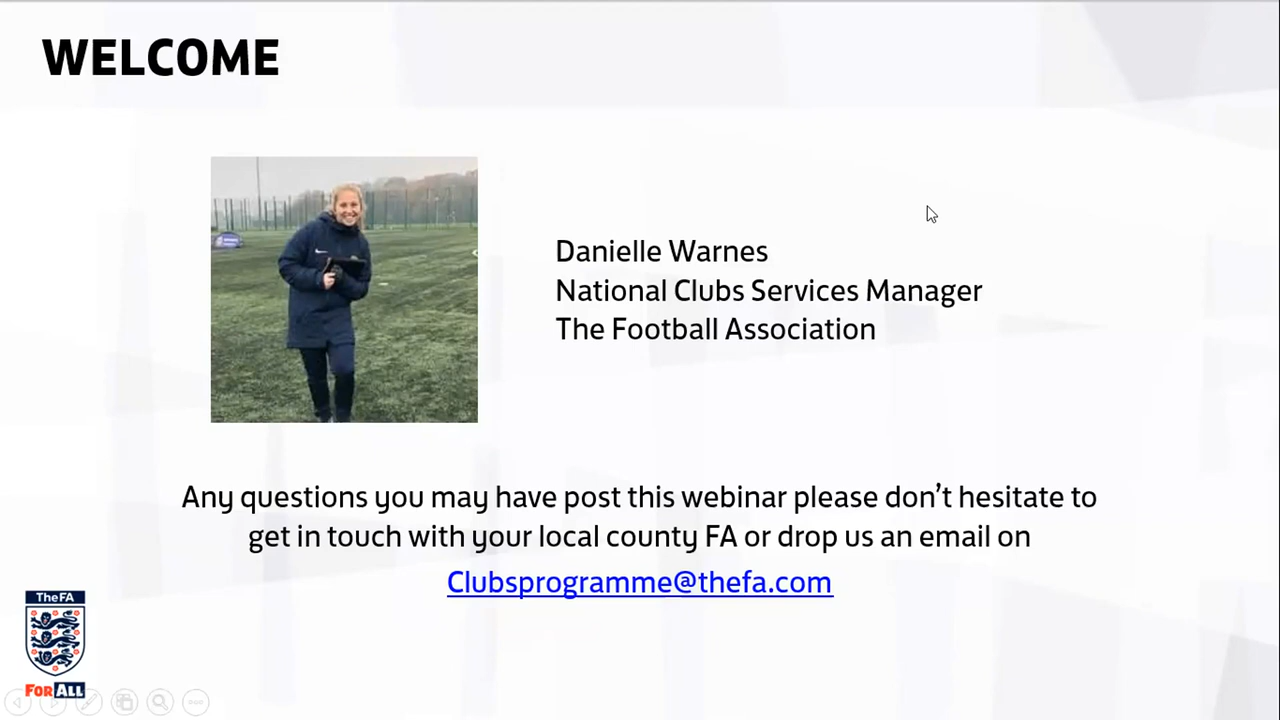 WELCOME
Danielle Warnes
National Clubs Services Manager
The Football Association
Any questions you may have post this webinar please don’t hesitate to
get in touch with your local county FA or drop us an email on
Clubsprogramme@thefa.com
TheFA
FORALL